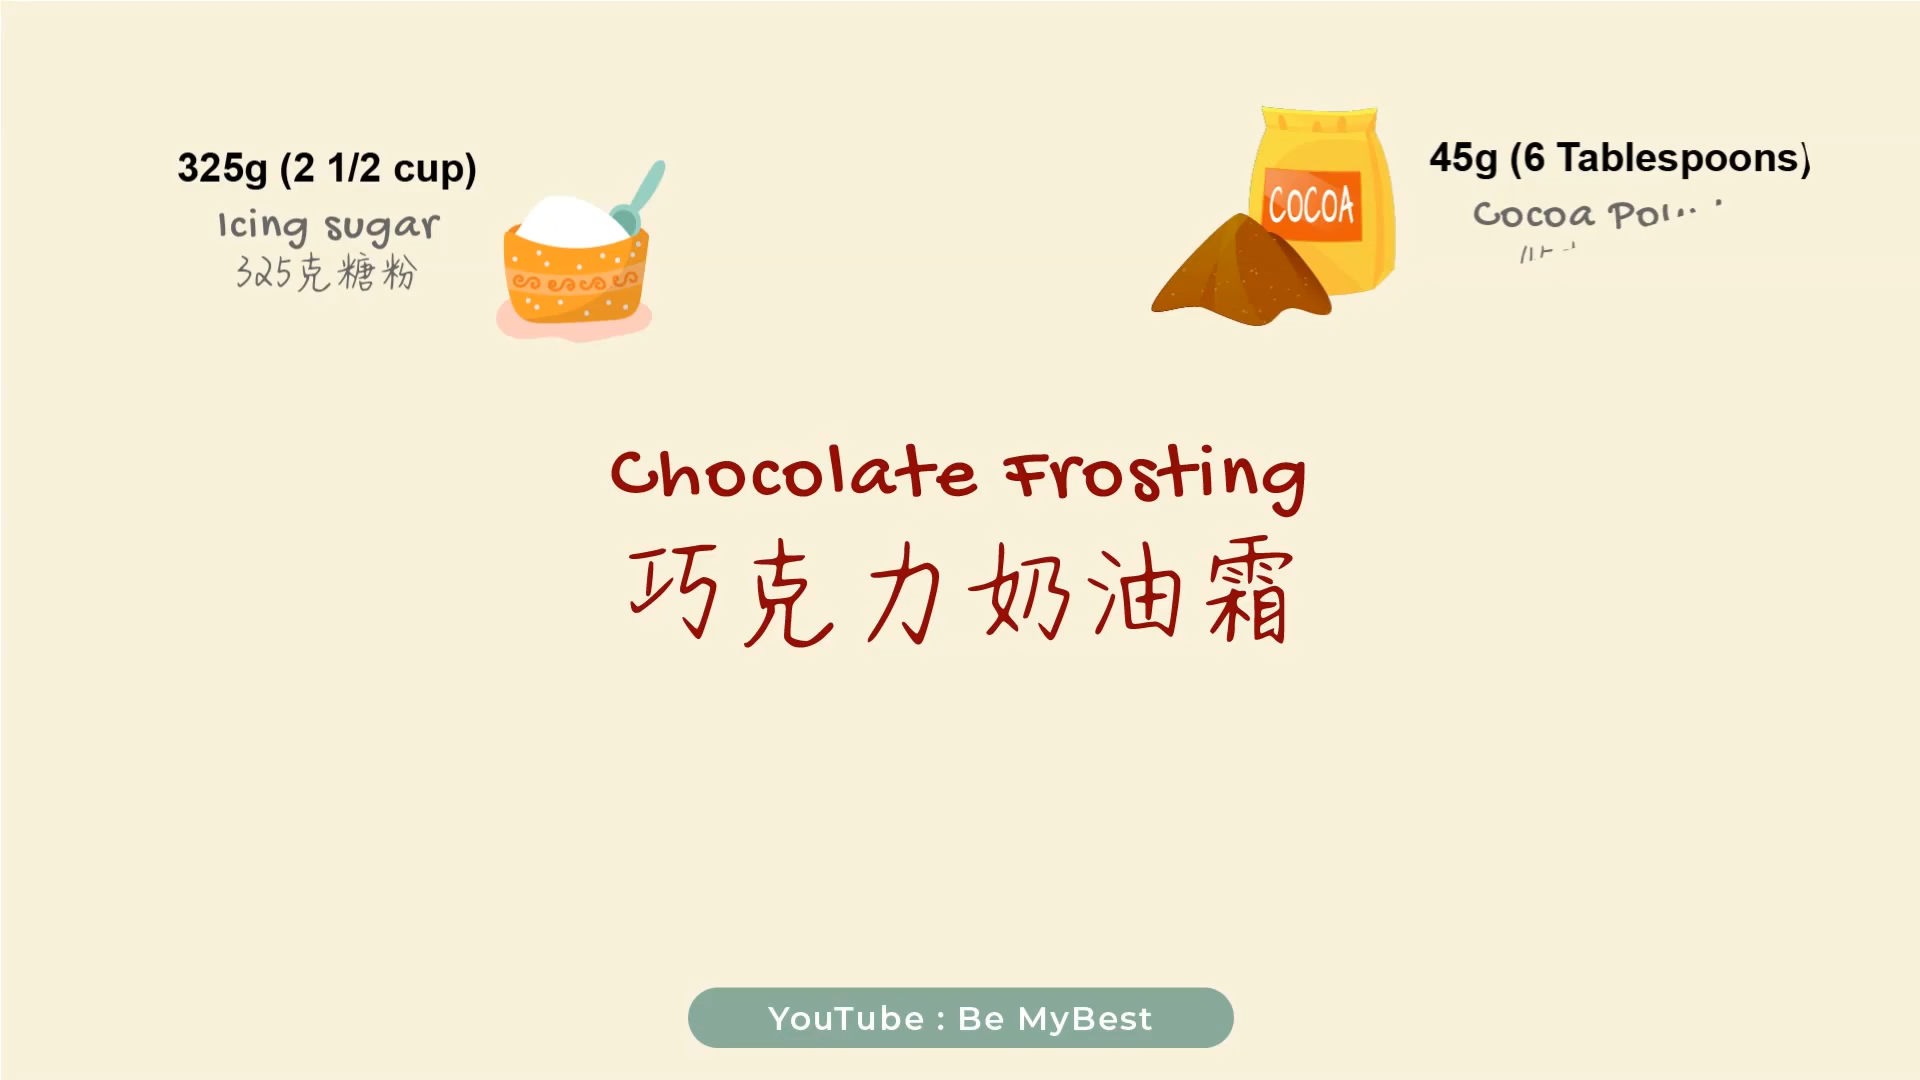 325g (2 1/2 cup)
Icing sugar
325克糖粉
45g (6 Tablespoons)
Cocoa
COCOA
Chocolate Frosting
巧克力奶油霜
YouTube : Be MyBest